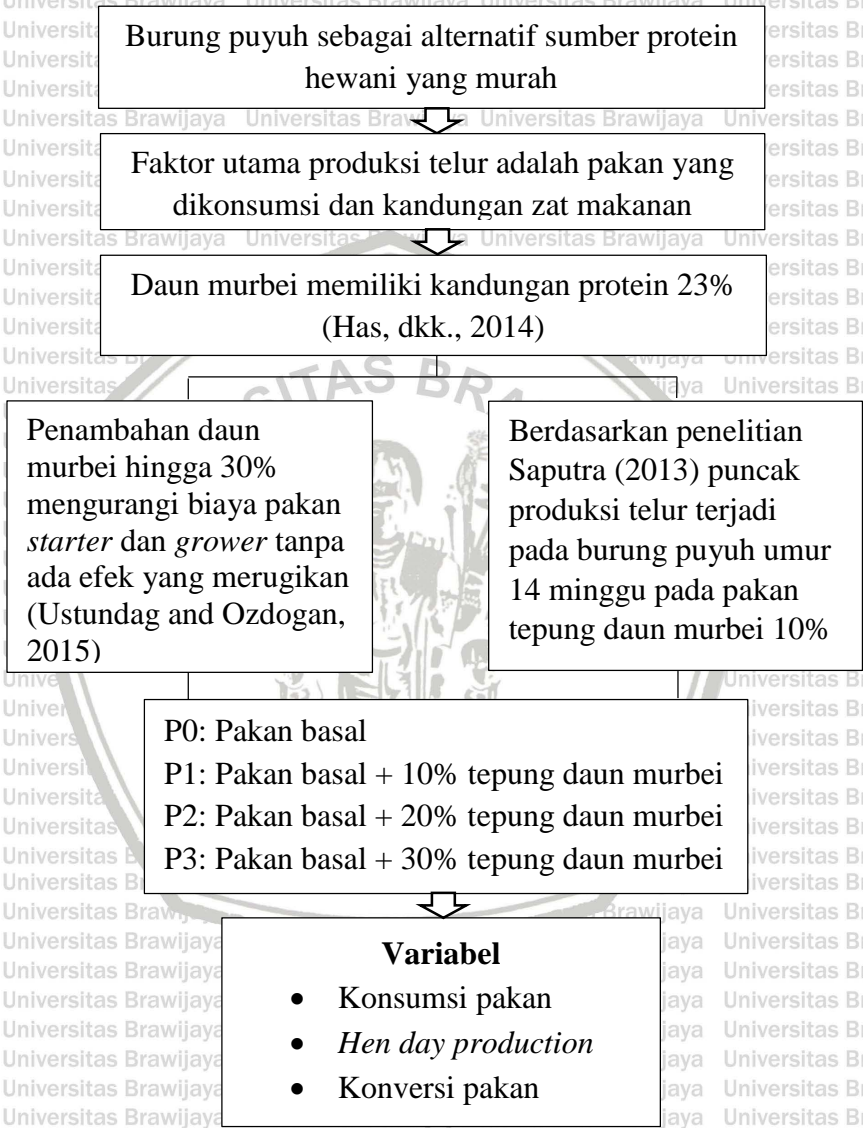 Burung puyuh sebagai alternatif sumber protein
hewani yang murah
Faktor utama produksi telur adalah pakan yang
dikonsumsi dan kandungan zat makanan
Daun murbei memiliki kandungan protein 23%
(Has, dkk., 2014)
Penambahan daun
murbei hingga 30%
mengurangi biaya pakan
starter dan grower tanpa
ada efek yang merugikan
(Ustundag and Ozdogan,
2015)
Berdasarkan penelitian
Saputra (2013) puncak
produksi telur terjadi
pada burung puyuh umur
14 minggu pada pakan
tepung daun murbei 10%
P0: Pakan basal
P1: Pakan basal + 10% tepung daun murbei
P2: Pakan basal + 20% tepung daun murbei
P3: Pakan basal + 30% tepung daun murbei
Variabel
• Konsumsi pakan
• Hen day production
• Konversi pakan